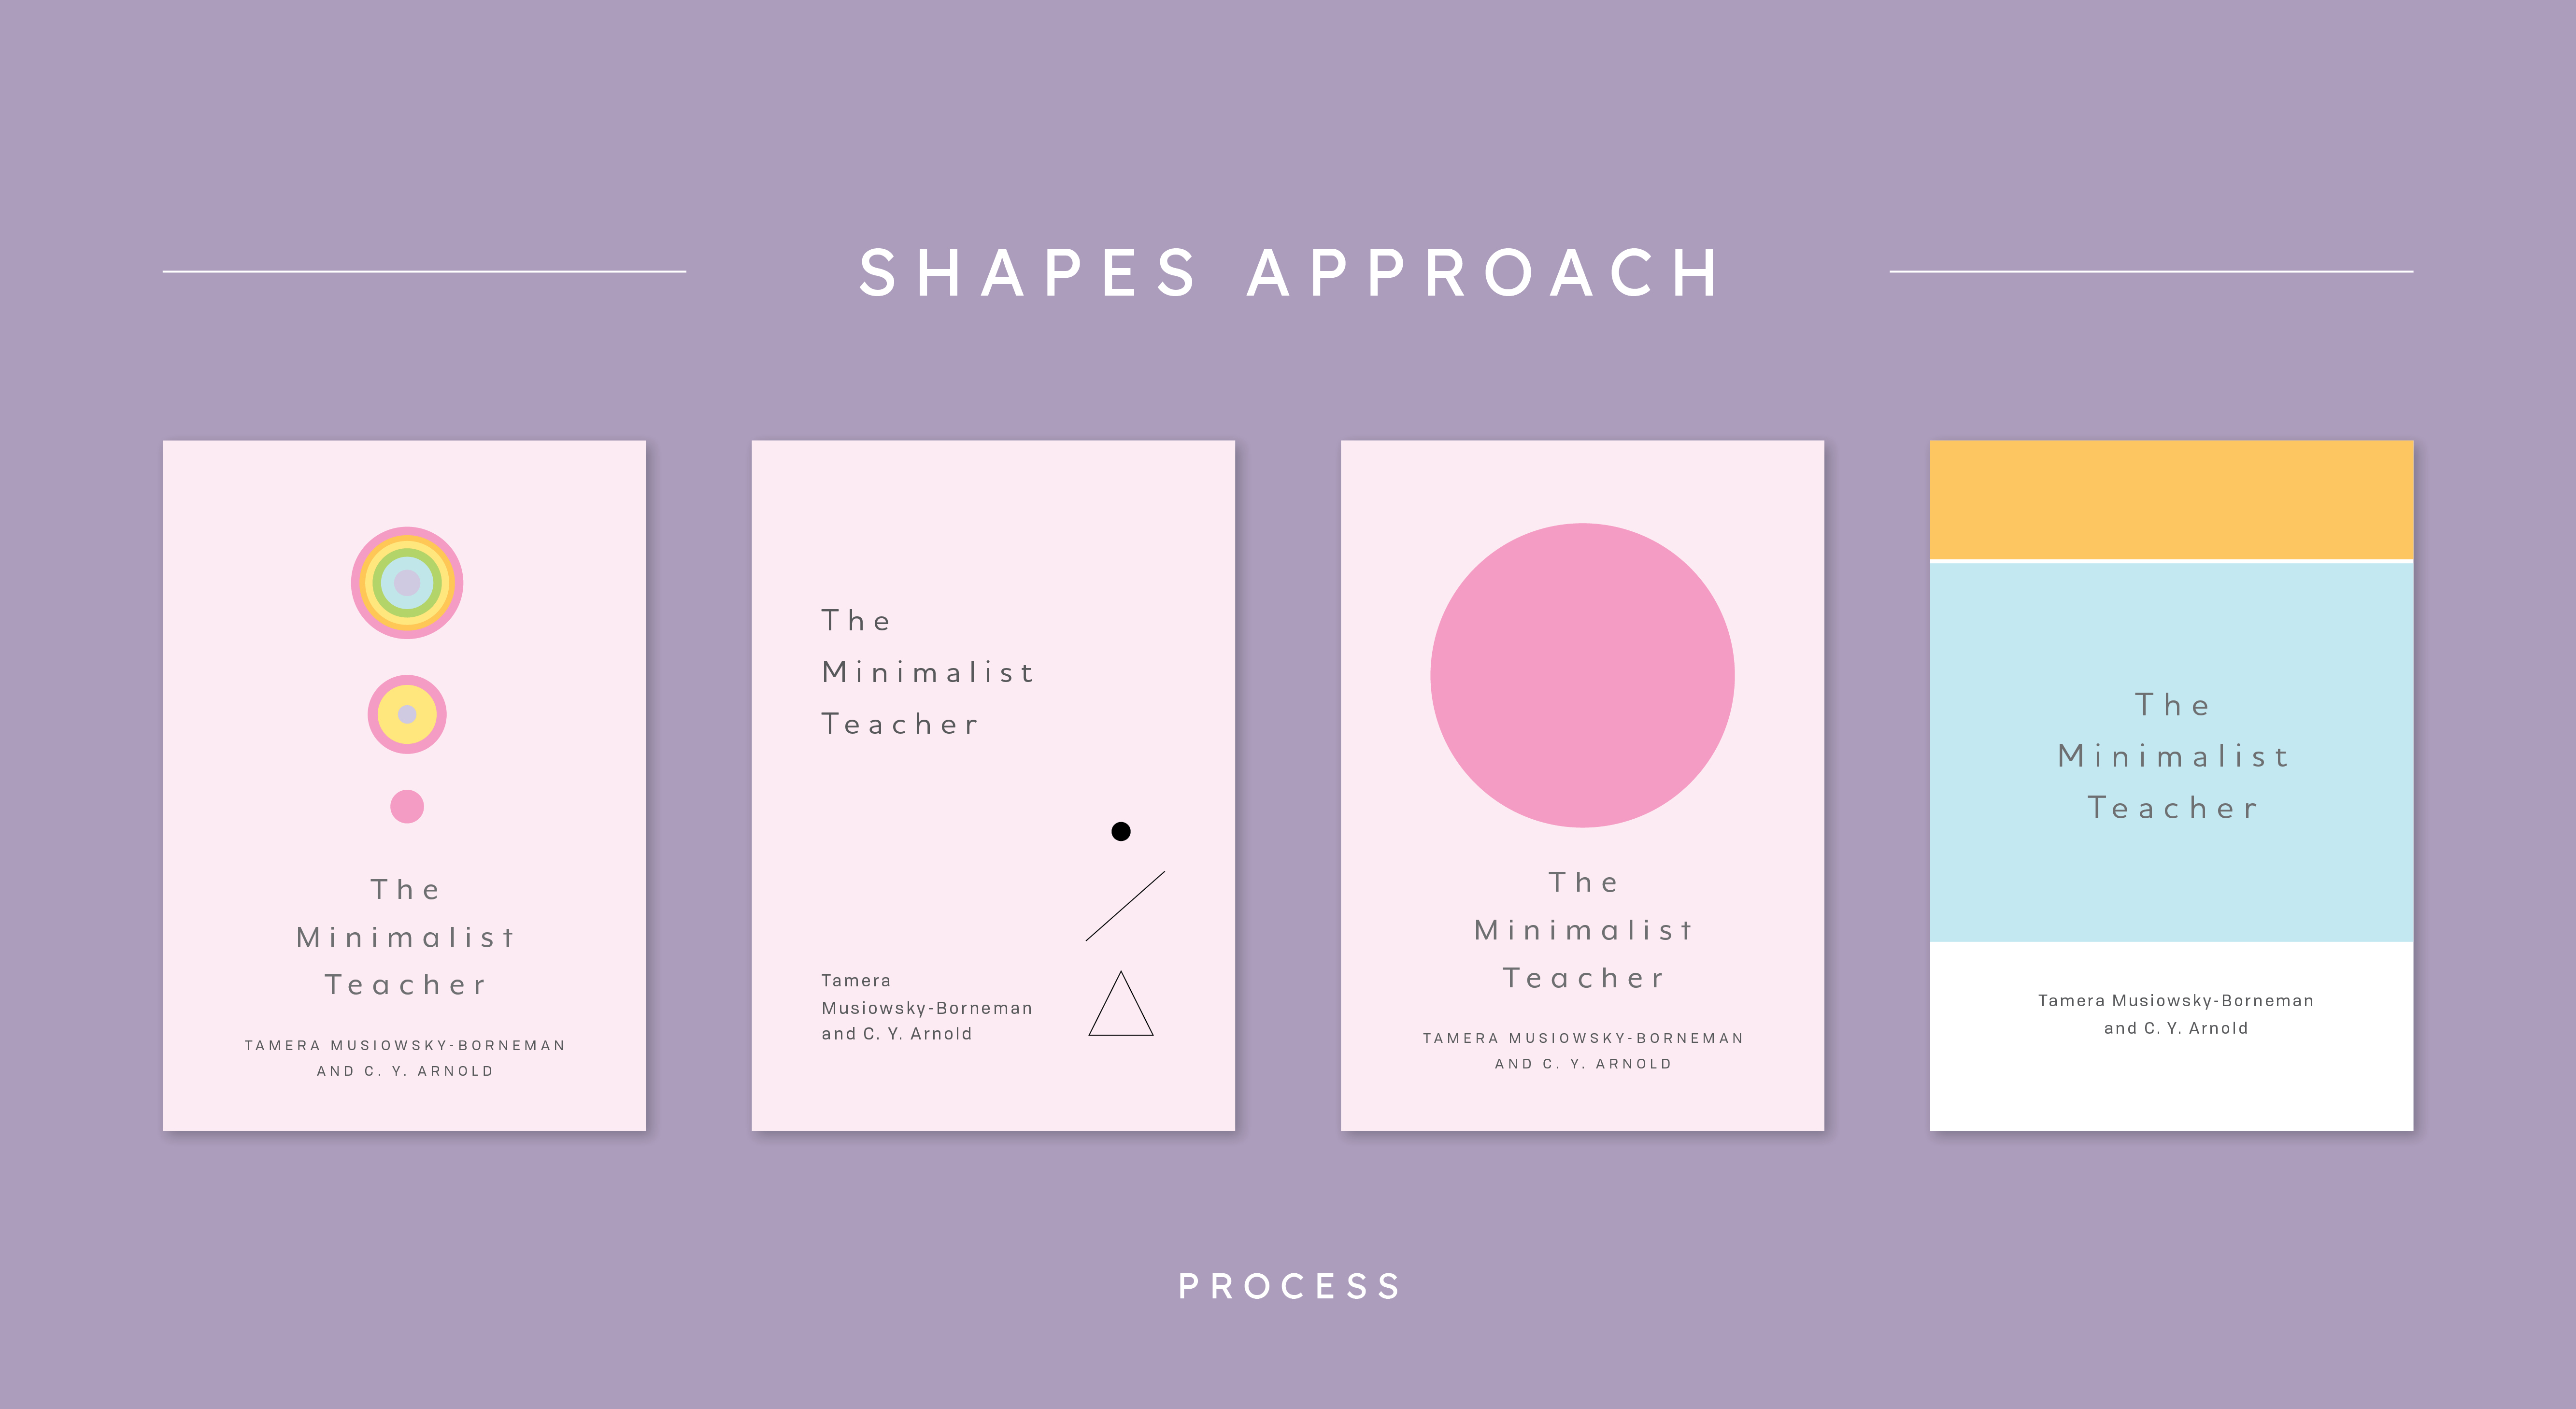 SHAPES APPROACH
The
Minimalist
Teacher
TAMERA MUSIOWSKY-BORNEMAN
AND C. Y. ARNOLD
The
Minimalist
Teacher
Tamera
Musiowsky-Borneman
and C. Y. Arnold
The
Minimalist
Teacher
TAMERA MUSIOWSKY-BORNEMAN
AND C. Y. ARNOLD
The
Minimalist
Teacher
Tamera Musiowsky-Borneman
and C. Y. Arnold
PROCESS